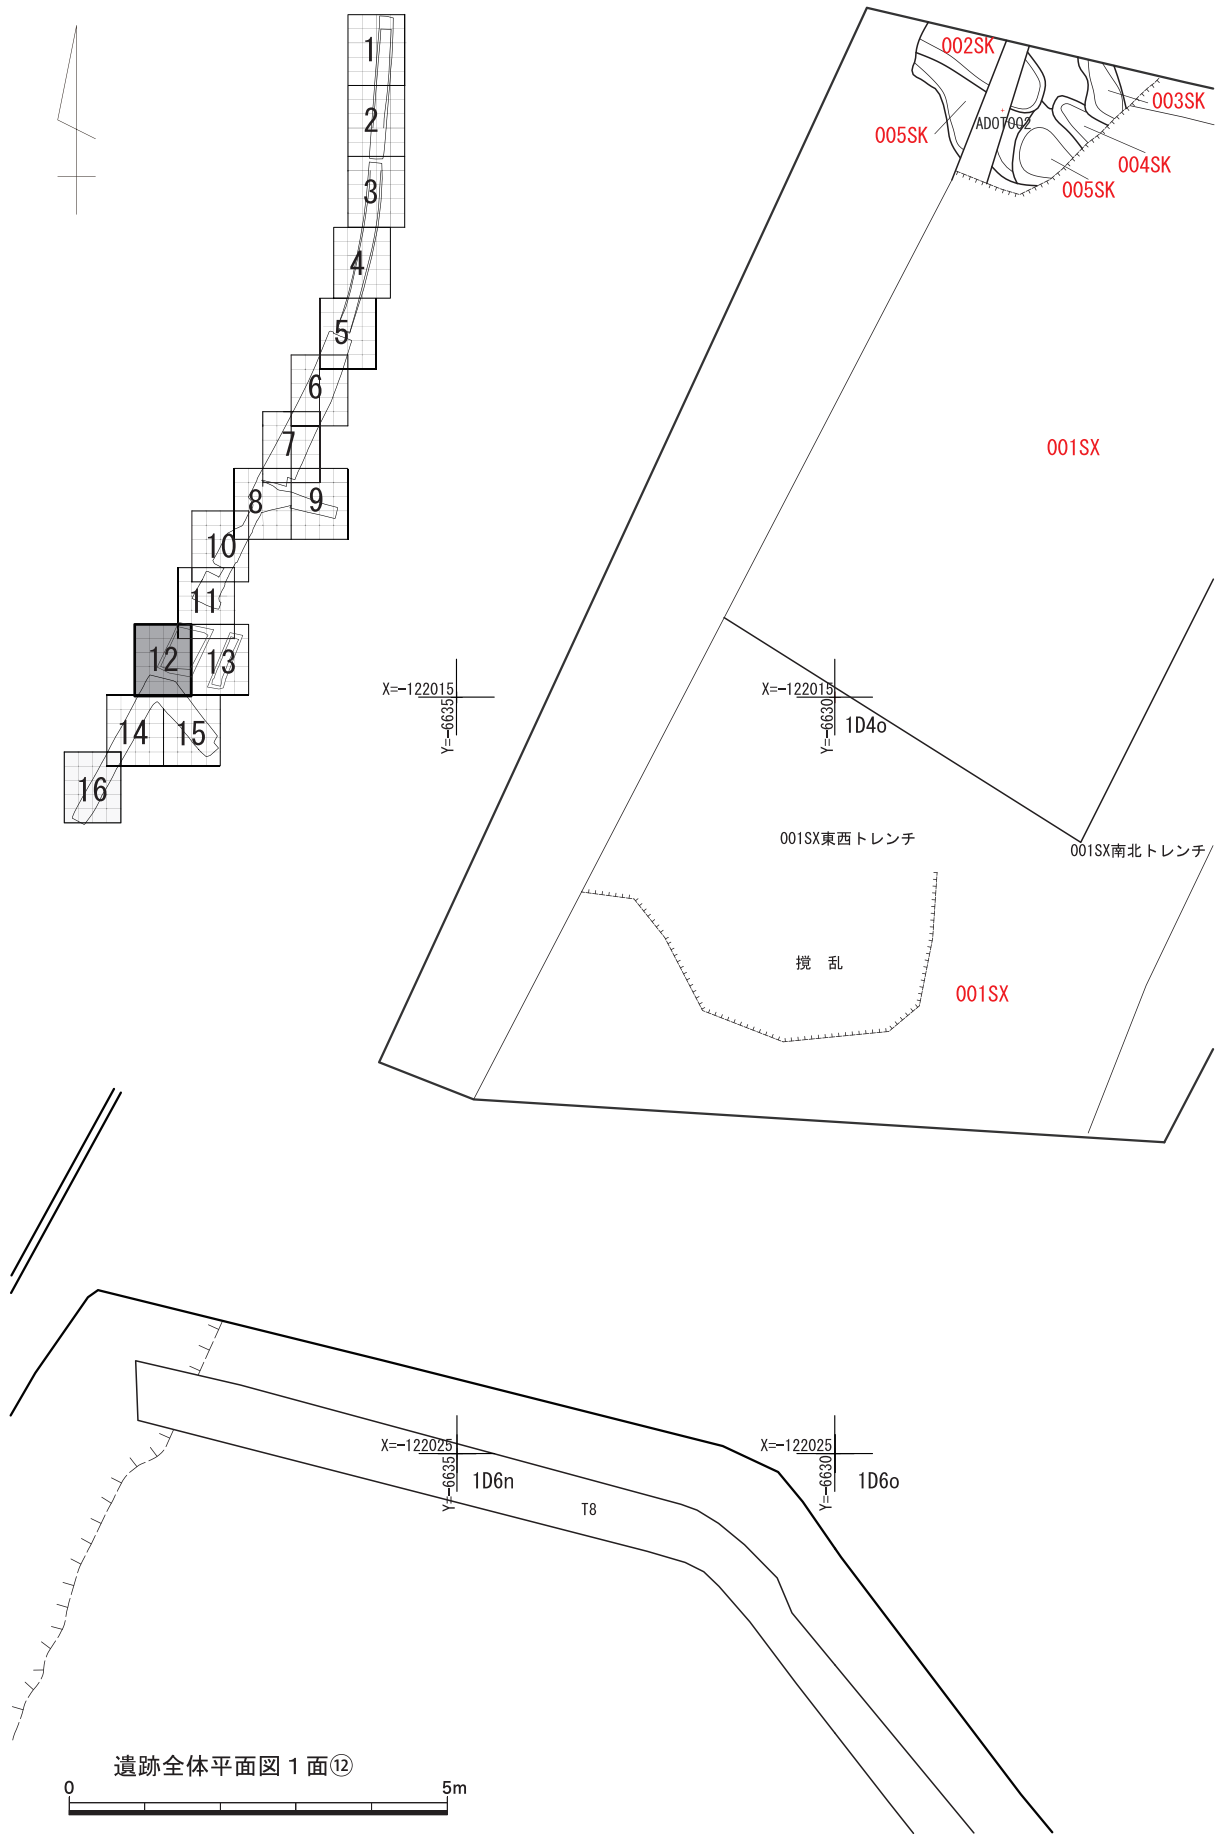 1
2
3
4
5
6
7
8
9
10
11
12
13
14
15
16
002SK
003SK
AD0T002
005SK
004SK
005SK
001SX
X=-122015
Y=-6635
X=-122015
Y=-6630
1D4o
001SX東西トレンチ
001SX南北トレンチ
撹 乱
001SX
X=-122025
Y=-6635
1D6n
X=-122025
Y=-6630
1D6o
T8
遺跡全体平面図1面⑫
0
5m